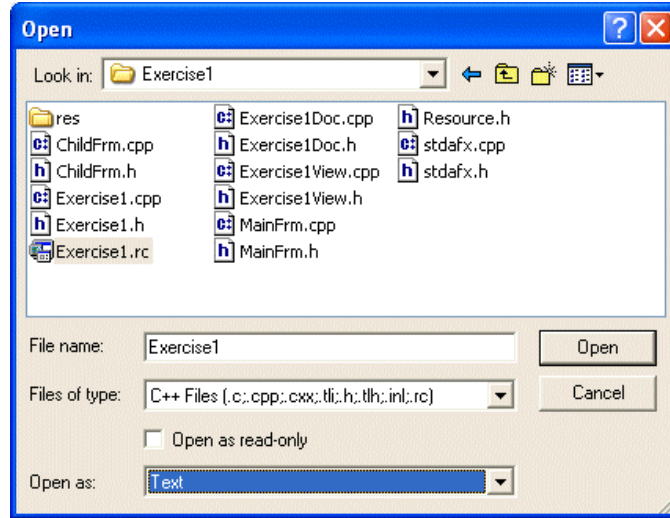 Open
Look in: Exercise1
res
ChildFrm.cpp
ChildFrm.h
Exercise1.cpp
Exercise1.h
Exercise1.rc
Exercise1Doc.cpp
Exercise1Doc.h
Exercise1View.cpp
Exercise1View.h
MainFrm.cpp
MainFrm.h
Resource.h
stdafx.cpp
stdafx.h
File name: Exercise1 Open
Files of type: C++ Files (.c;.cpp;.cxx;.tli;.h;.tlh;.inl;.rc) Cancel
Open as read-only
Open as: Text